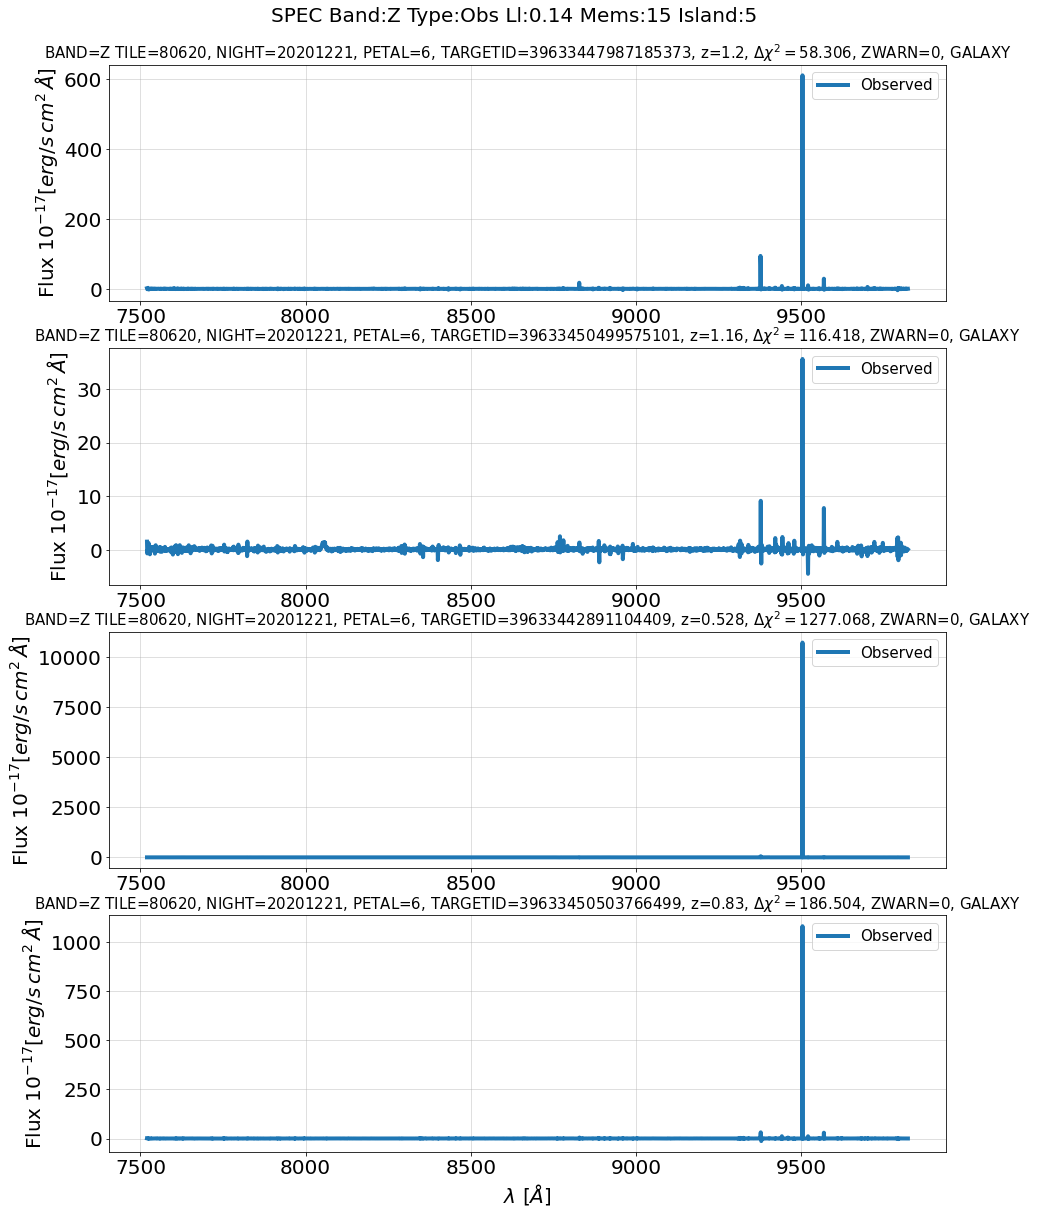 SPEC Band:Z Type:Obs Ll:0.14 Mems:15 Island:5
BAND=Z TILE=80620, NIGHT=20201221, PETAL=6, TARGETID=39633447987185373, z=1.2, Δχ² = 58.306, ZWARN=0, GALAXY
Flux 10⁻¹⁷[erg/s cm² Å]
600
400
200
0
Observed
7500 8000 8500 9000 9500
BAND=Z TILE=80620, NIGHT=20201221, PETAL=6, TARGETID=39633450499575101, z=1.16, Δχ² = 116.418, ZWARN=0, GALAXY
Flux 10⁻¹⁷[erg/s cm² Å]
30
20
10
0
Observed
7500 8000 8500 9000 9500
BAND=Z TILE=80620, NIGHT=20201221, PETAL=6, TARGETID=39633442891104409, z=0.528, Δχ² = 1277.068, ZWARN=0, GALAXY
Flux 10⁻¹⁷[erg/s cm² Å]
10000
7500
5000
2500
0
Observed
7500 8000 8500 9000 9500
BAND=Z TILE=80620, NIGHT=20201221, PETAL=6, TARGETID=39633450503766499, z=0.83, Δχ² = 186.504, ZWARN=0, GALAXY
Flux 10⁻¹⁷[erg/s cm² Å]
1000
750
500
250
0
Observed
7500 8000 8500 9000 9500
λ [Å]